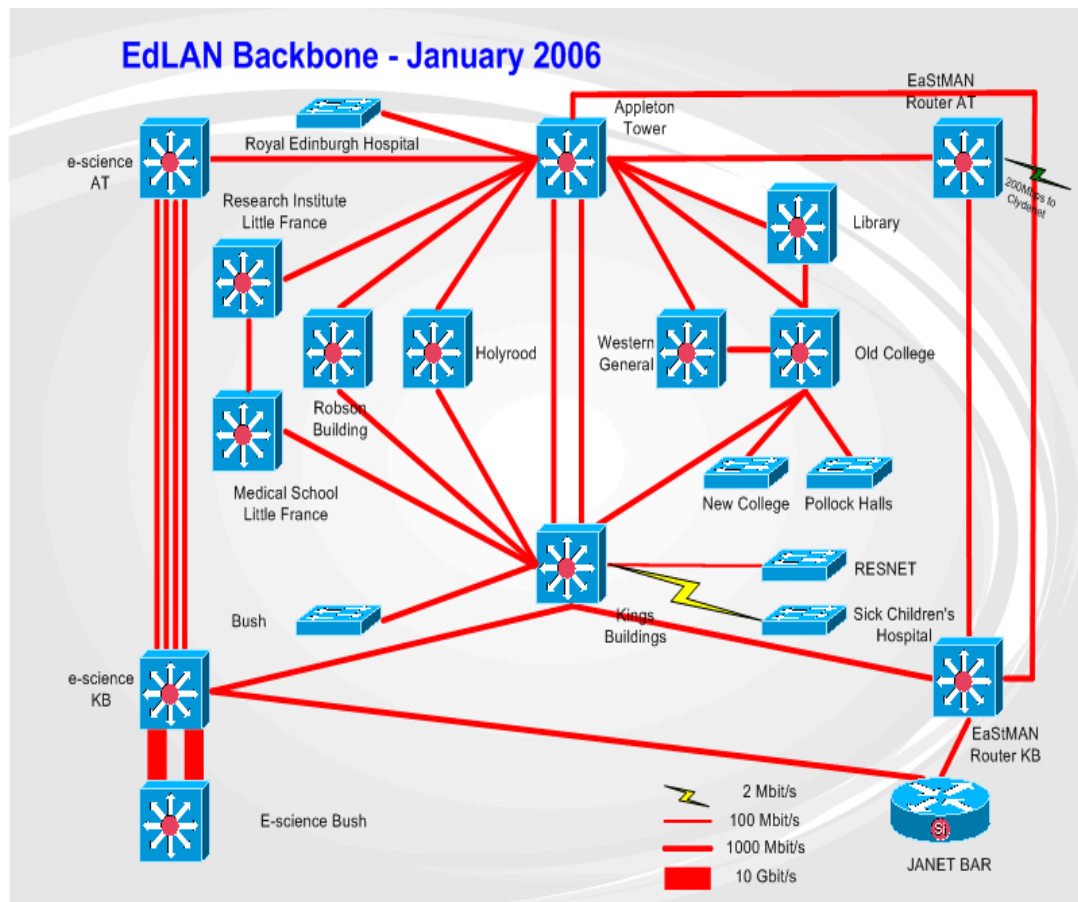 EdLAN Backbone - January 2006
EaStMAN
Router AT
Appleton
Tower
Royal Edinburgh Hospital
e-science
AT
200Mbps to
Clydenet
Research Institute
Little France
Library
Holyrood
Western
General
Old College
Robson
Building
Medical School
Little France
New College
Pollock Halls
RESNET
Bush
Kings
Buildings
Sick Children's
Hospital
e-science
KB
EaStMAN
Router KB
E-science Bush
2 Mbit/s
100 Mbit/s
1000 Mbit/s
10 Gbit/s
Si
JANET BAR